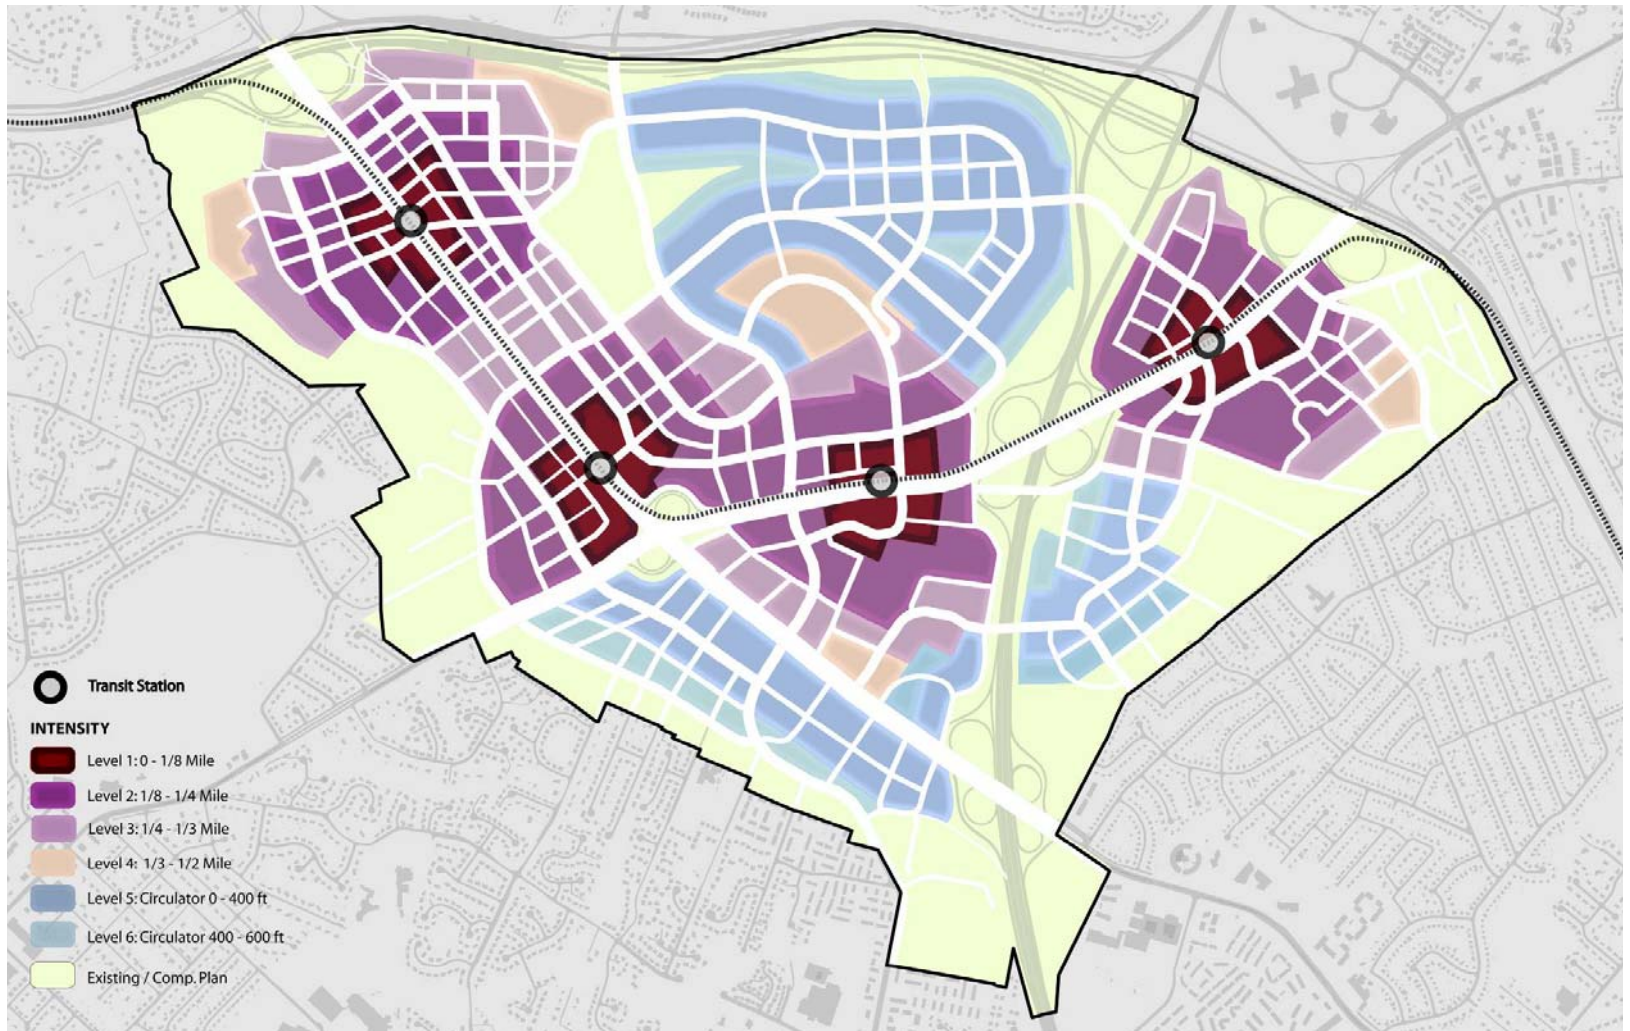 Transit Station
INTENSITY
Level 1: 0 - 1/8 Mile
Level 2: 1/8 - 1/4 Mile
Level 3: 1/4 - 1/3 Mile
Level 4: 1/3 - 1/2 Mile
Level 5: Circulator 0 - 400 ft
Level 6: Circulator 400 - 600 ft
Existing / Comp. Plan